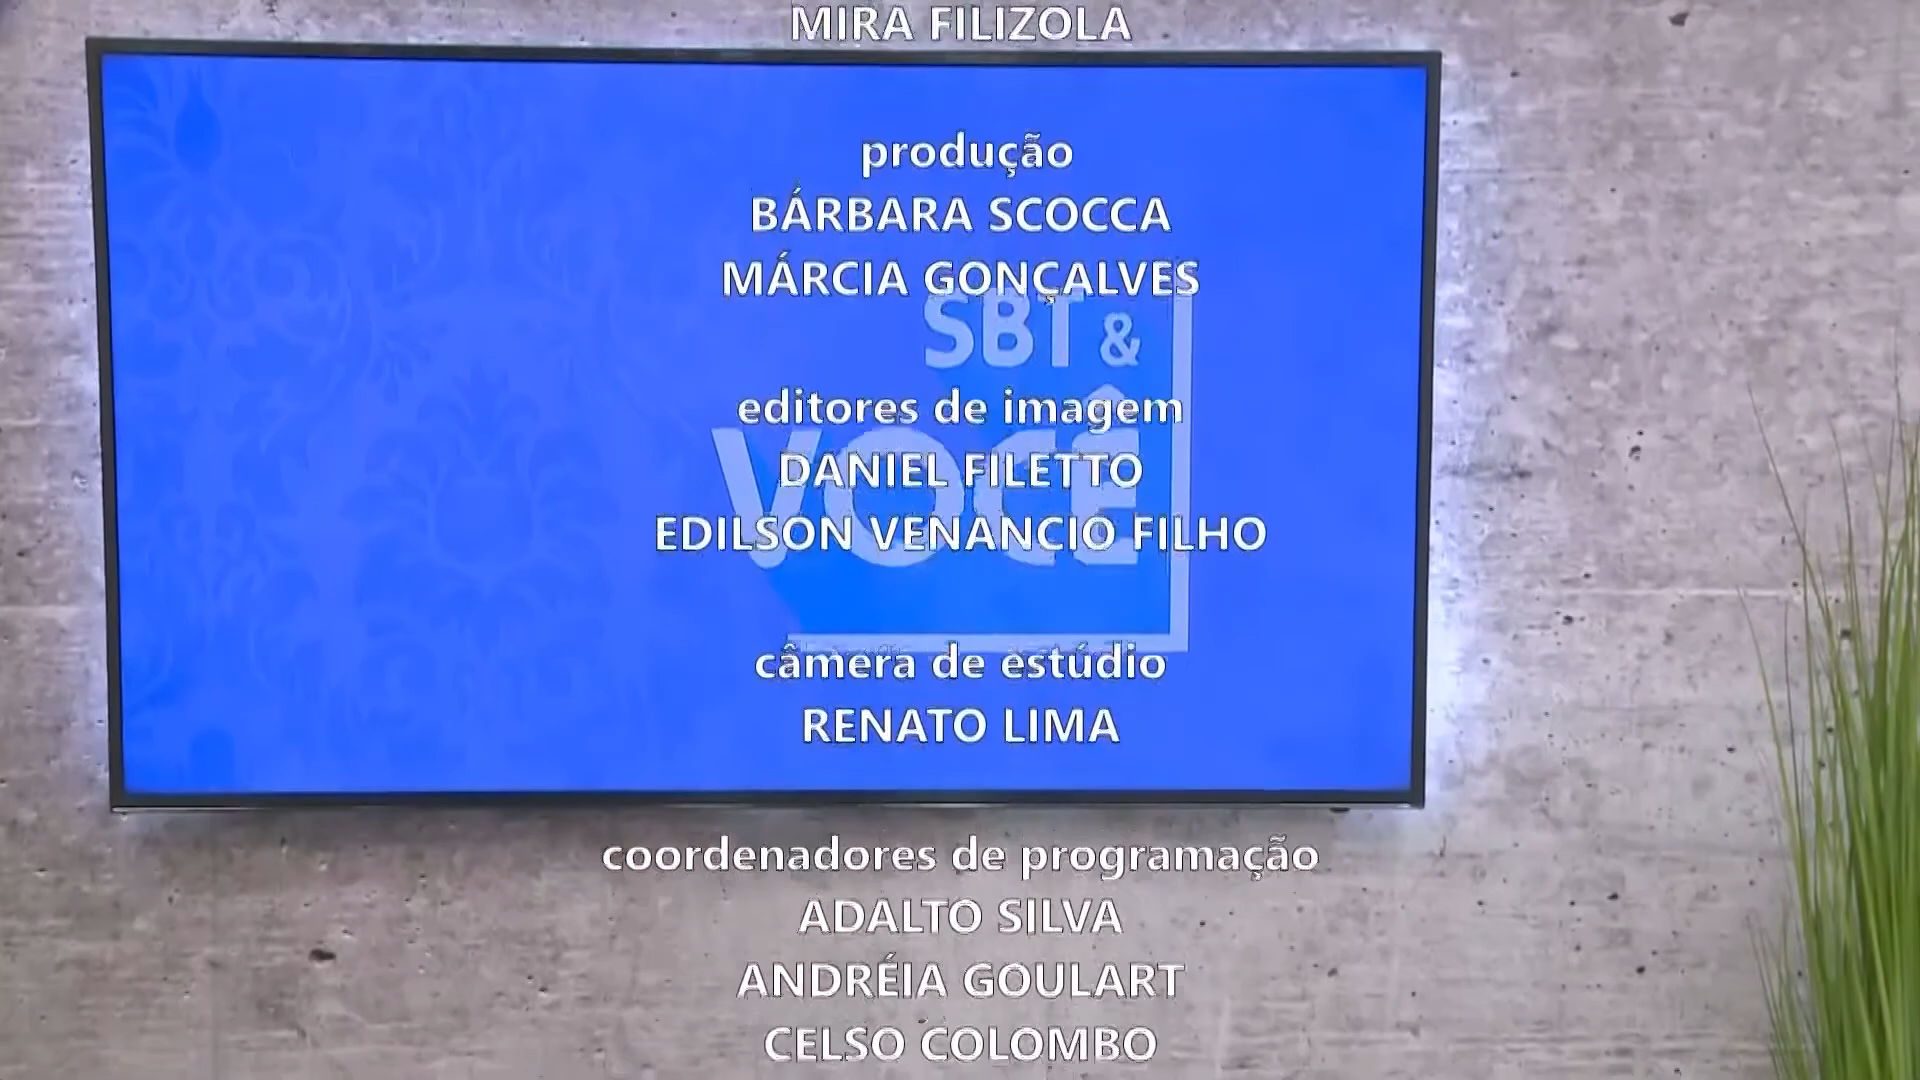 MIRA FILIZOLA
produção
BÁRBARA SCOCCA
MÁRCIA GONÇALVES
SBT &
editores de imagem
VOCÊ
DANIEL FILETTO
EDILSON VENANCIO FILHO
câmera de estúdio
RENATO LIMA
coordenadores de programação
ADALTO SILVA
ANDRÉIA GOULART
CELSO COLOMBO